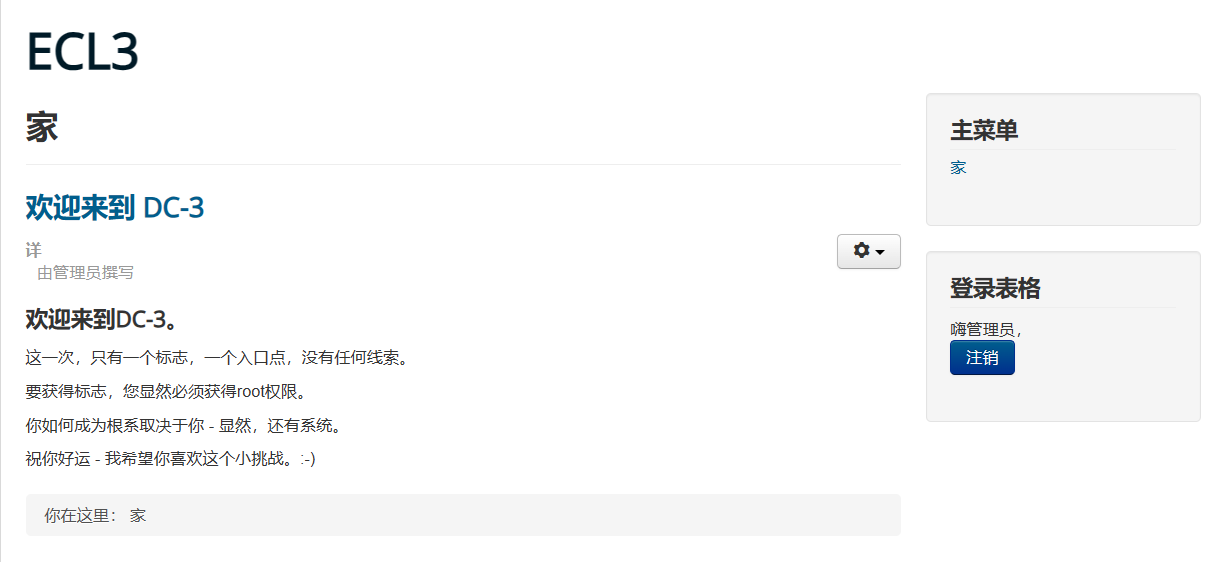 ECL3
家
欢迎来到 DC-3
详
由管理员撰写
欢迎来到DC-3。
这一次，只有一个标志，一个入口点，没有任何线索。
要获得标志，您显然必须获得root权限。
你如何成为根系取决于你 - 显然，还有系统。
祝你好运 - 我希望你喜欢这个小挑战。:-)
你在这里： 家
主菜单
家
登录表格
嗨管理员，
注销